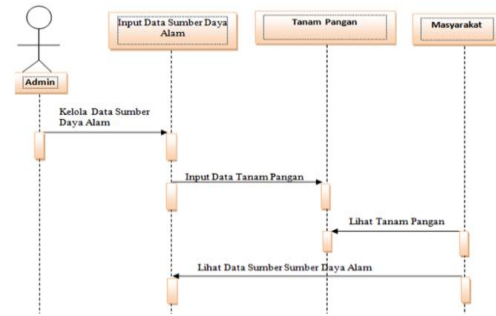 Input Data Sumber Daya
Alam
Tanam Pangan
Masyarakat
Admin
Kelola Data Sumber
Daya Alam
Input Data Tanam Pangan
Lihat Tanam Pangan
Lihat Data Sumber Sumber Daya Alam